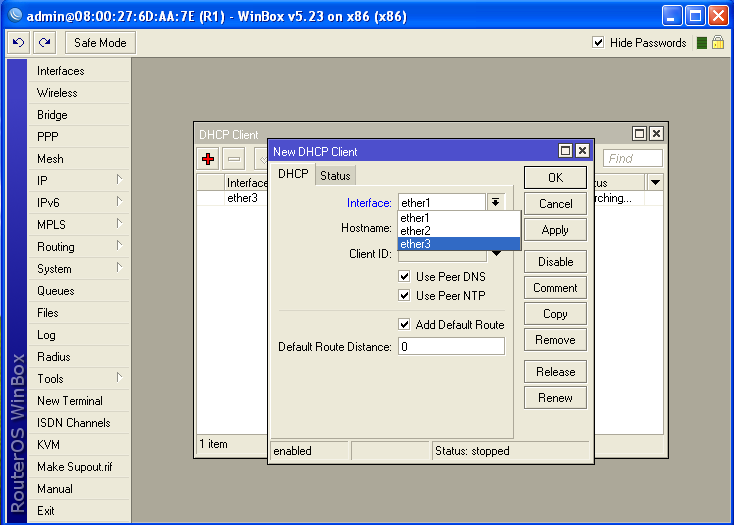 admin@08:00:27:6D:AA:7E (R1) - WinBox v5.23 on x86 (x86)
Safe Mode
Hide Passwords
RouterOS WinBox
Interfaces
Wireless
Bridge
PPP
Mesh
IP
IPv6
MPLS
Routing
System
Queues
Files
Log
Radius
Tools
New Terminal
ISDN Channels
KVM
Make Supout.rif
Manual
Exit
DHCP Client
Find
Interface
ether3
1 item
New DHCP Client
DHCP Status
Interface: ether1
ether1
ether2
ether3
Hostname:
Client ID:
Use Peer DNS
Use Peer NTP
Add Default Route
Default Route Distance: 0
OK
Cancel
Apply
Disable
Comment
Copy
Remove
Release
Renew
enabled
Status: stopped